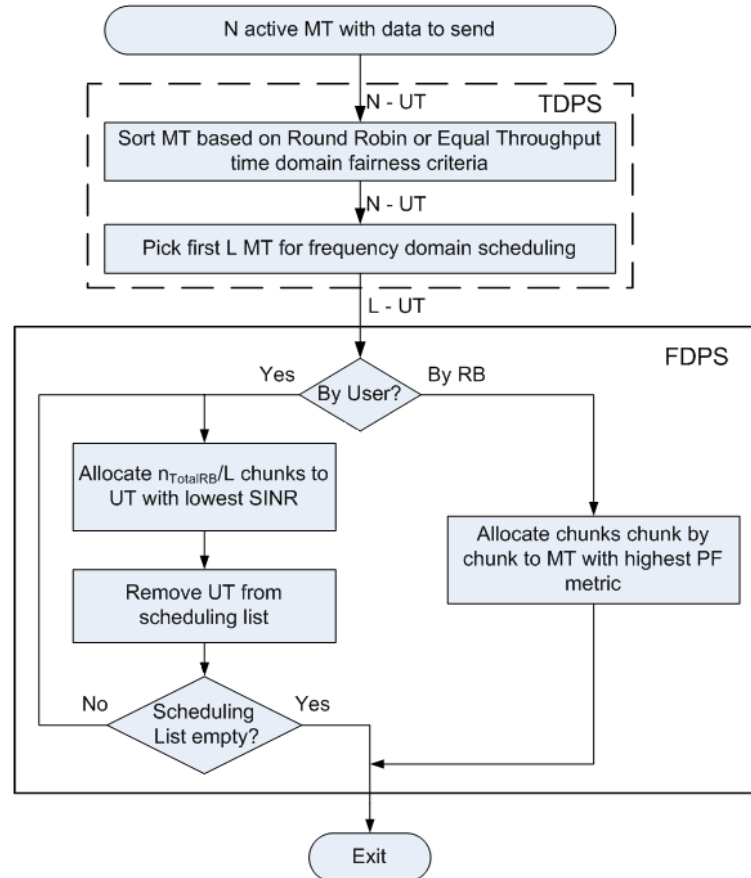 N active MT with data to send
N - UT
TDPS
Sort MT based on Round Robin or Equal Throughput
time domain fairness criteria
N - UT
Pick first L MT for frequency domain scheduling
L - UT
FDPS
Yes
By User?
By RB
Allocate nTotalRB/L chunks to
UT with lowest SINR
Allocate chunks chunk by
chunk to MT with highest PF
metric
Remove UT from
scheduling list
No
Scheduling
List empty?
Yes
Exit